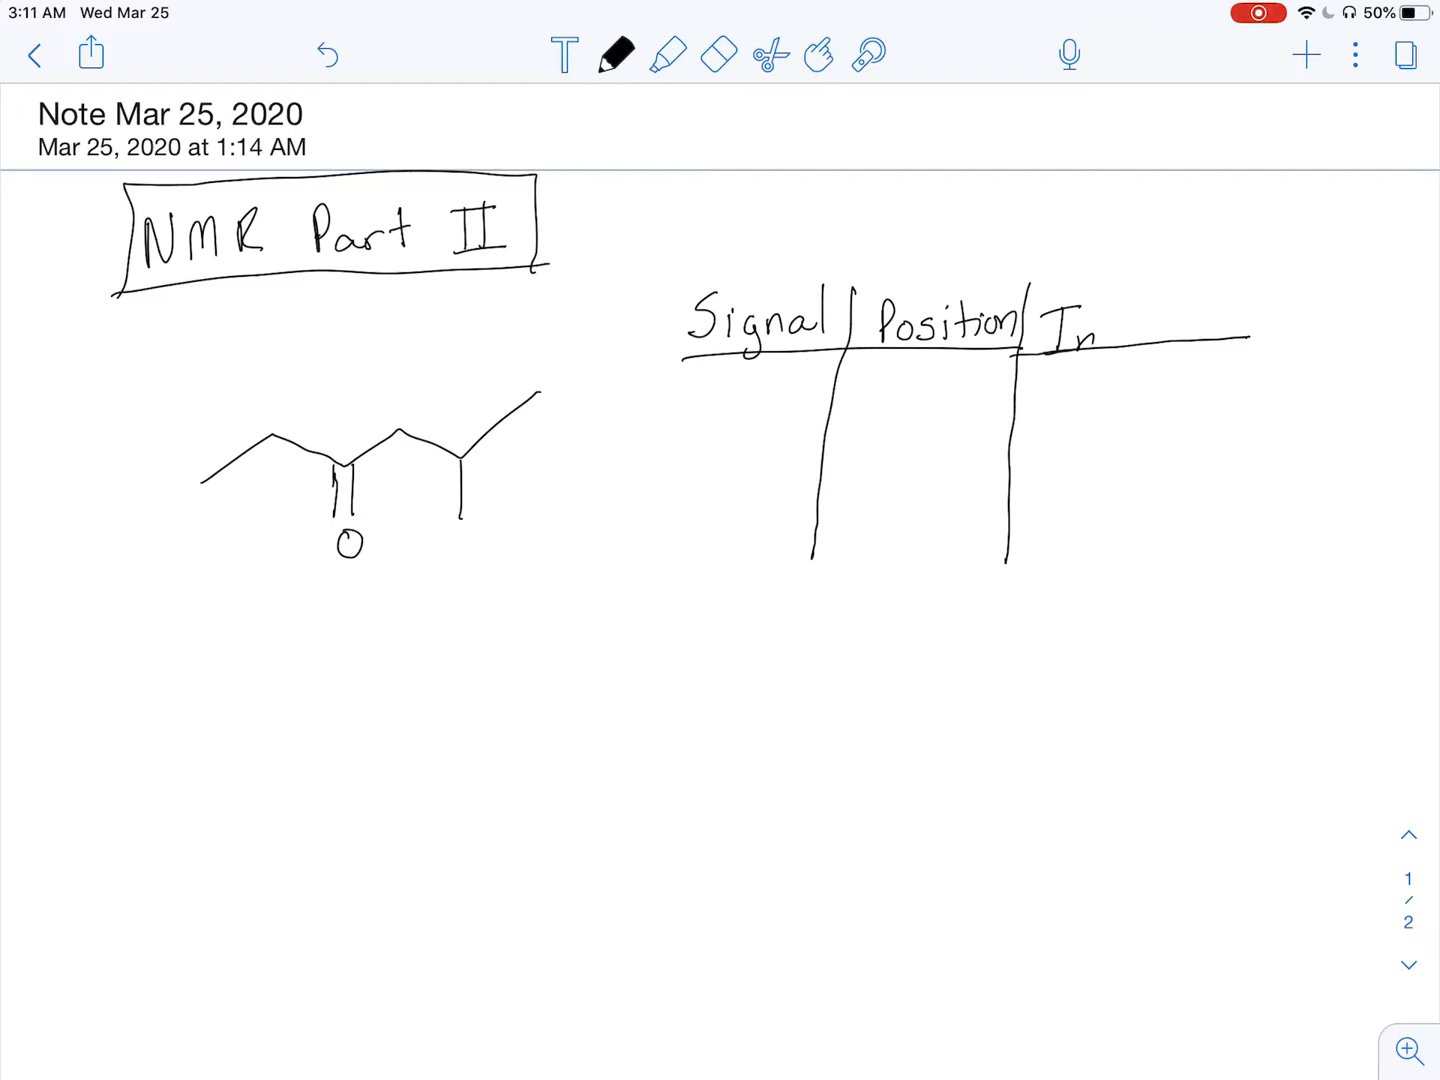 3:11 AM Wed Mar 25
50%
T
Note Mar 25, 2020
Mar 25, 2020 at 1:14 AM
NMR Part II
Signal Position In
O
1
/
2